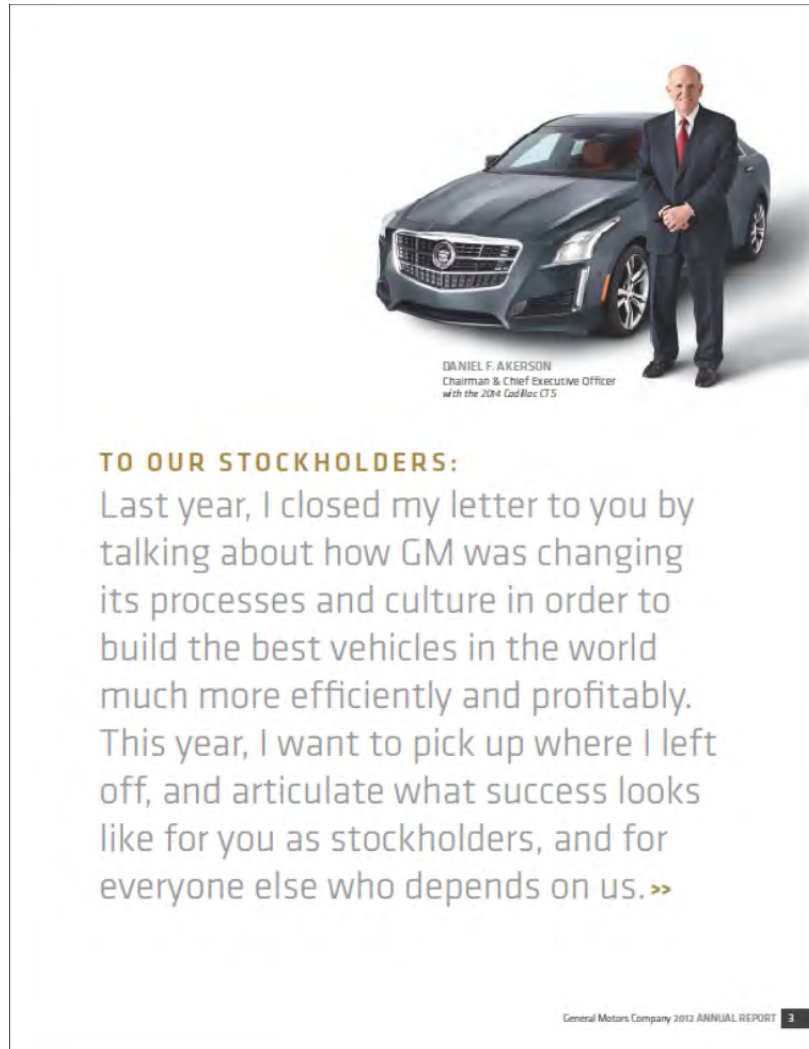 DANIEL F. AKERSON
Chairman & Chief Executive Officer
with the 2014 Cadillac CTS
TO OUR STOCKHOLDERS:
Last year, I closed my letter to you by
talking about how GM was changing
its processes and culture in order to
build the best vehicles in the world
much more efficiently and profitably.
This year, I want to pick up where I left
off, and articulate what success looks
like for you as stockholders, and for
everyone else who depends on us. »
General Motors Company 2012 ANNUAL REPORT 3